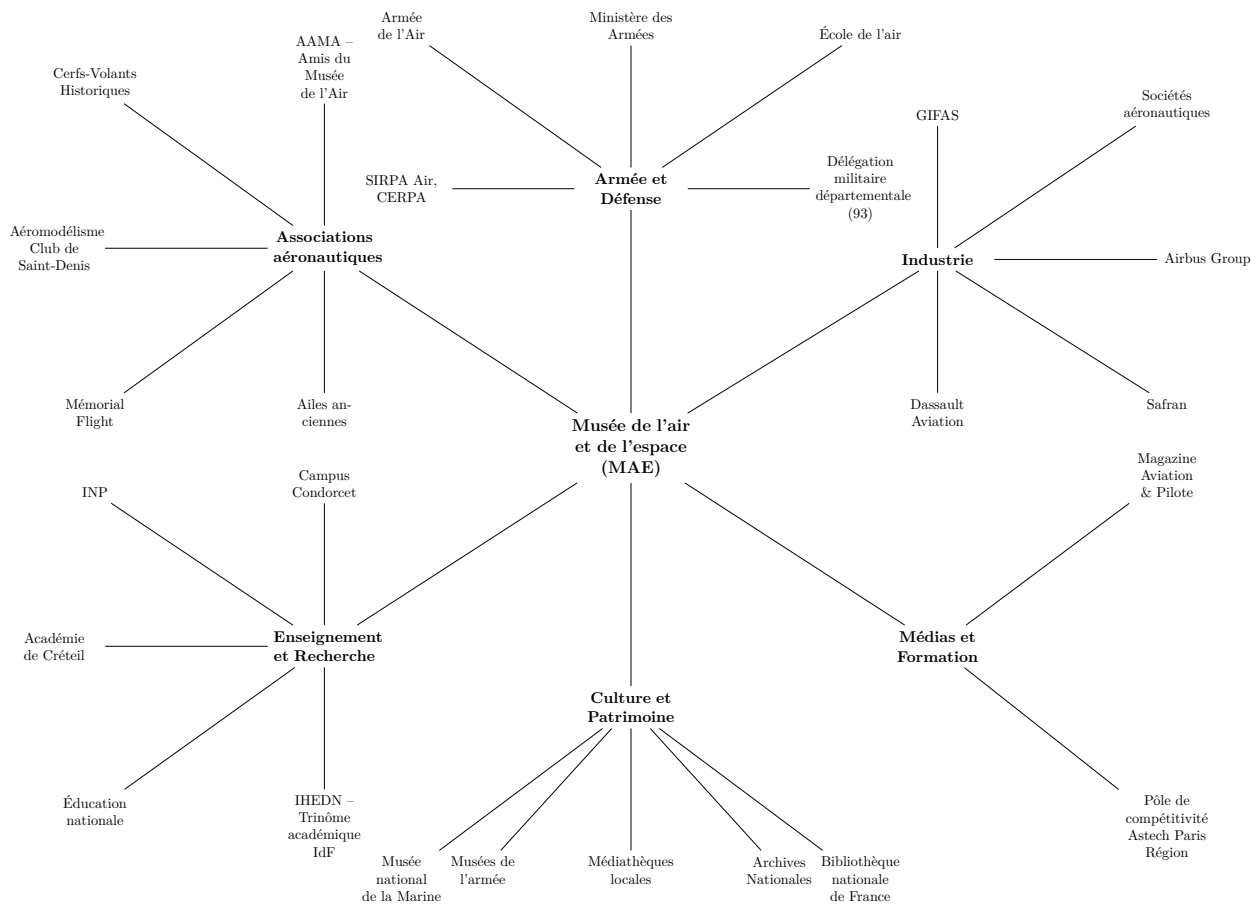 Armée
de l'Air
Ministère des
Armées
École de l'air
AAMA –
Amis du
Musée
de l'Air
Cerfs-Volants
Historiques
GIFAS
Sociétés
aéronautiques
SIRPA Air,
CERPA
Armée et
Défense
Délégation
militaire
départementale
(93)
Aéromodélisme
Club de
Saint-Denis
Associations
aéronautiques
Industrie
Airbus Group
Mémorial
Flight
Ailes an-
ciennes
Musée de l'air
et de l'espace
(MAE)
Dassault
Aviation
Safran
INP
Campus
Condorcet
Magazine
Aviation
& Pilote
Académie
de Créteil
Enseignement
et Recherche
Médias et
Formation
Culture et
Patrimoine
Éducation
nationale
IHEDN –
Trinôme
académique
IdF
Musée
national
de la Marine
Musées de
l'armée
Médiathèques
locales
Archives
Nationales
Bibliothèque
nationale
de France
Pôle de
compétitivité
Astech Paris
Région